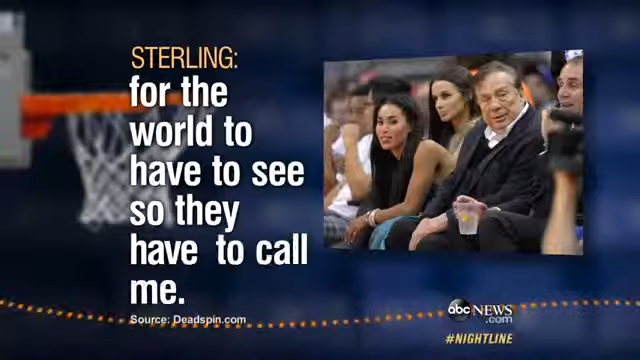 STERLING:
for the
world to
have to see
so they
have to call
me.
Source: Deadspin.com
abc NEWS
.com
#NIGHTLINE